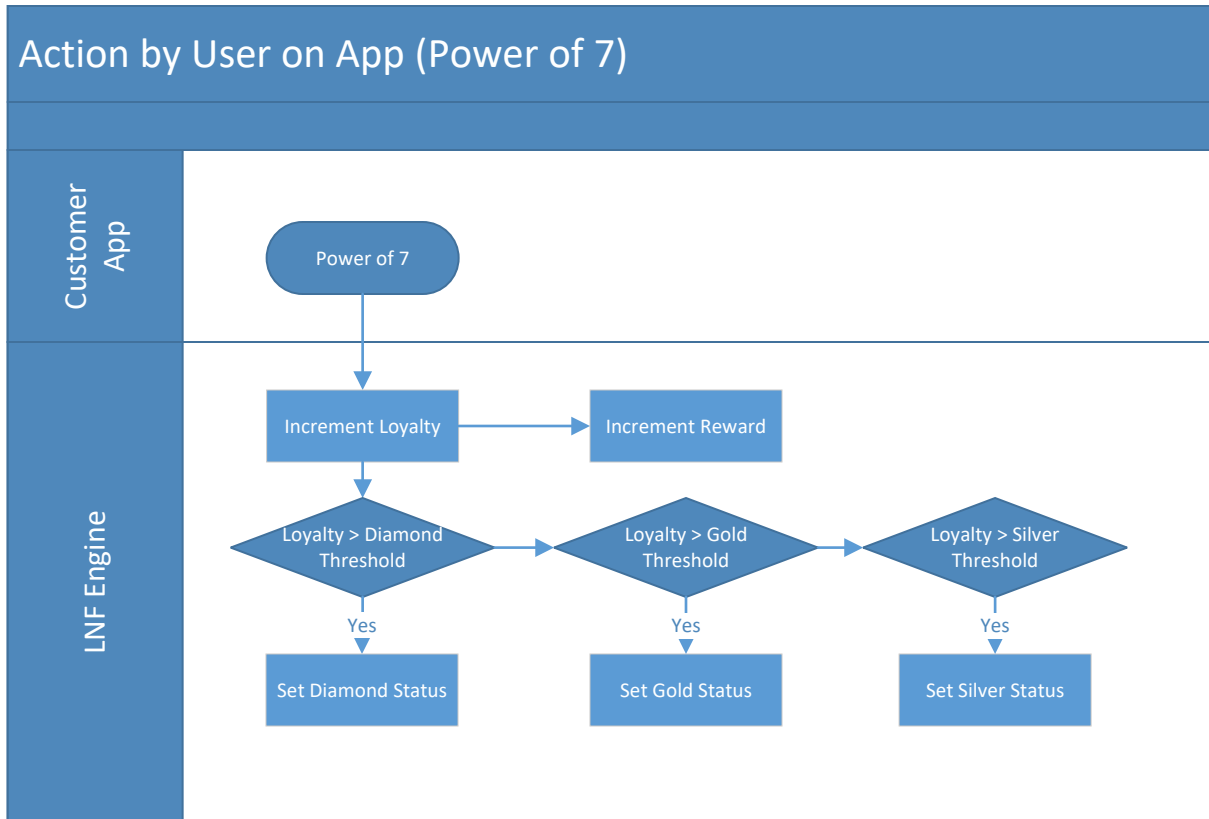 Action by User on App (Power of 7)
Customer
App
Power of 7
LNF Engine
Increment Loyalty
Increment Reward
Loyalty > Diamond
Threshold
Loyalty > Gold
Threshold
Loyalty > Silver
Threshold
Yes
Yes
Yes
Set Diamond Status
Set Gold Status
Set Silver Status